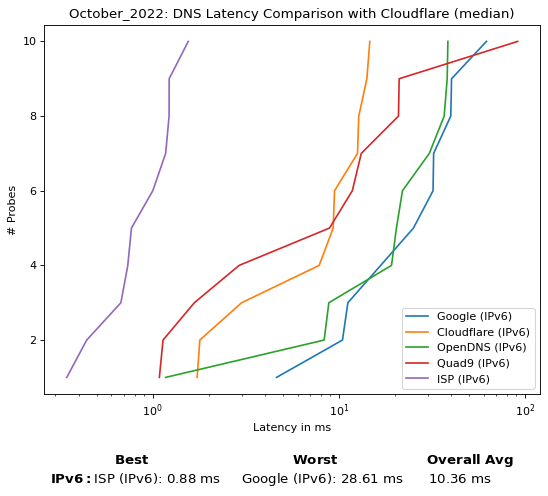 October_2022: DNS Latency Comparison with Cloudflare (median)
10
8
6
4
2
# Probes
10⁰ 10¹ 10²
Latency in ms
Google (IPv6)
Cloudflare (IPv6)
OpenDNS (IPv6)
Quad9 (IPv6)
ISP (IPv6)
Best Worst Overall Avg
IPv6: ISP (IPv6): 0.88 ms Google (IPv6): 28.61 ms 10.36 ms